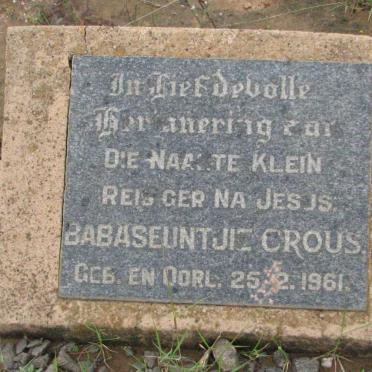 In Liefdevolle
Herinnering aan
DIE NAASTE KLEIN
REISIGER NA JESUS.
BABASEUNTJIE CROUS.
GEB. EN OORL. 25.2.1961.